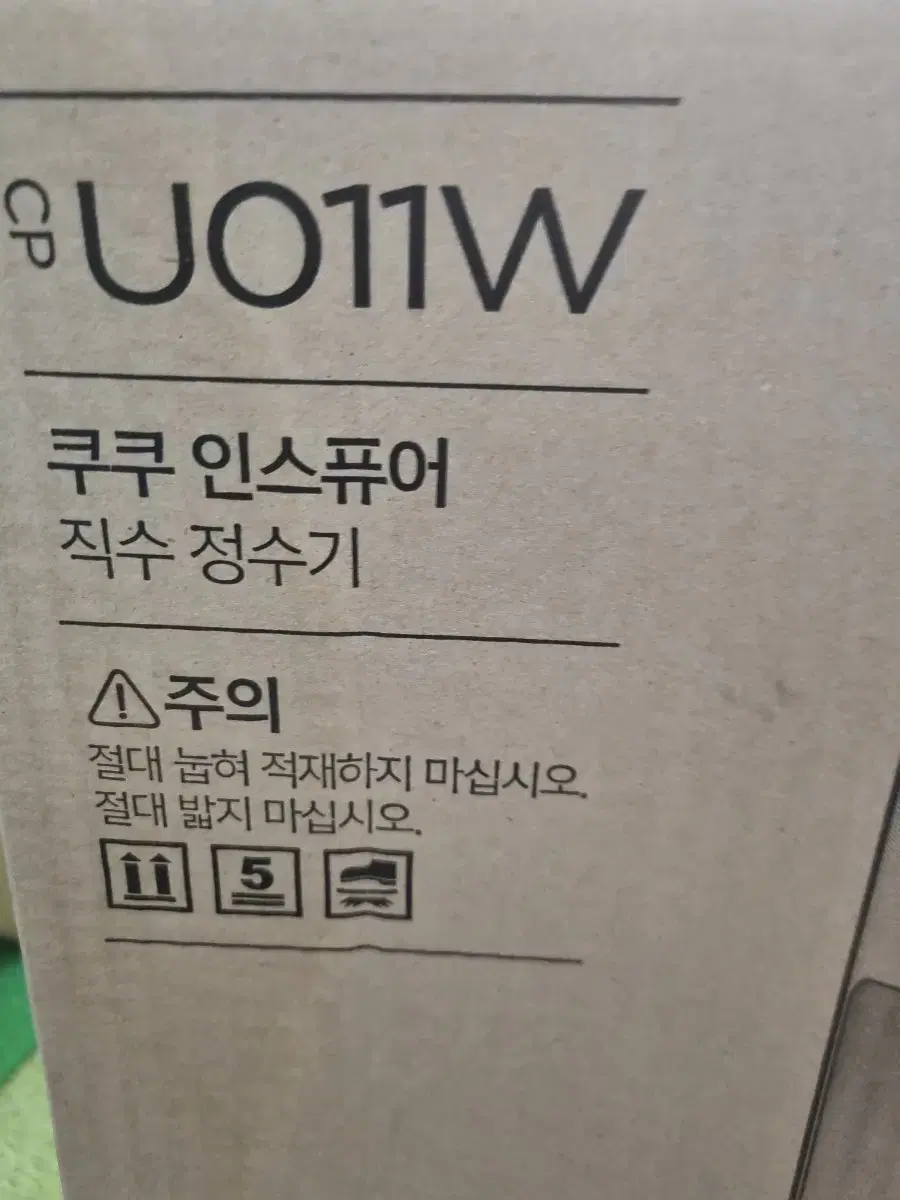 CP U011W
쿠쿠 인스퓨어
직수 정수기
주의
절대 눕혀 적재하지 마십시오.
절대 밟지 마십시오.
5